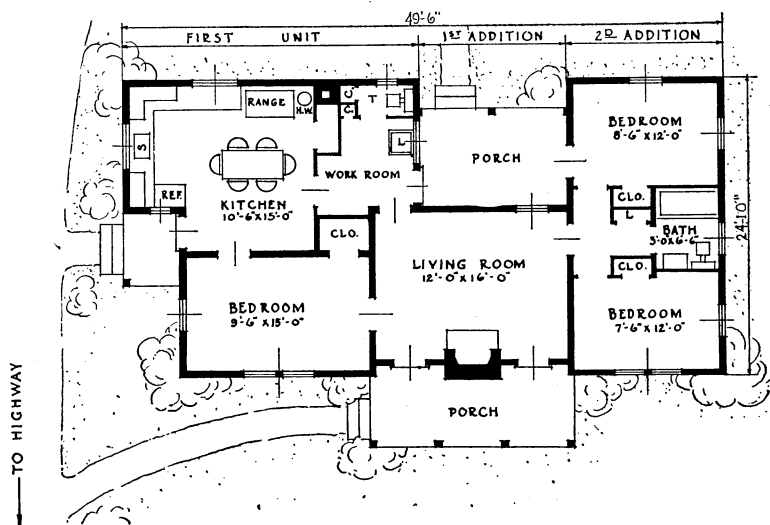 49'-6"
FIRST UNIT
1ST ADDITION
2D ADDITION
RANGE
H.W.
C.
C.
T
BEDROOM
8'-6" x 12'-0"
S
L
PORCH
WORK ROOM
REF.
KITCHEN
10'-6" x 15'-0"
CLO.
CLO.
L
BATH
5'-0 x 6'-6"
24'-10"
LIVING ROOM
12'-0" x 16'-0"
CLO.
BEDROOM
9'-6" x 15'-0"
BEDROOM
7'-6" x 12'-0"
PORCH
TO HIGHWAY